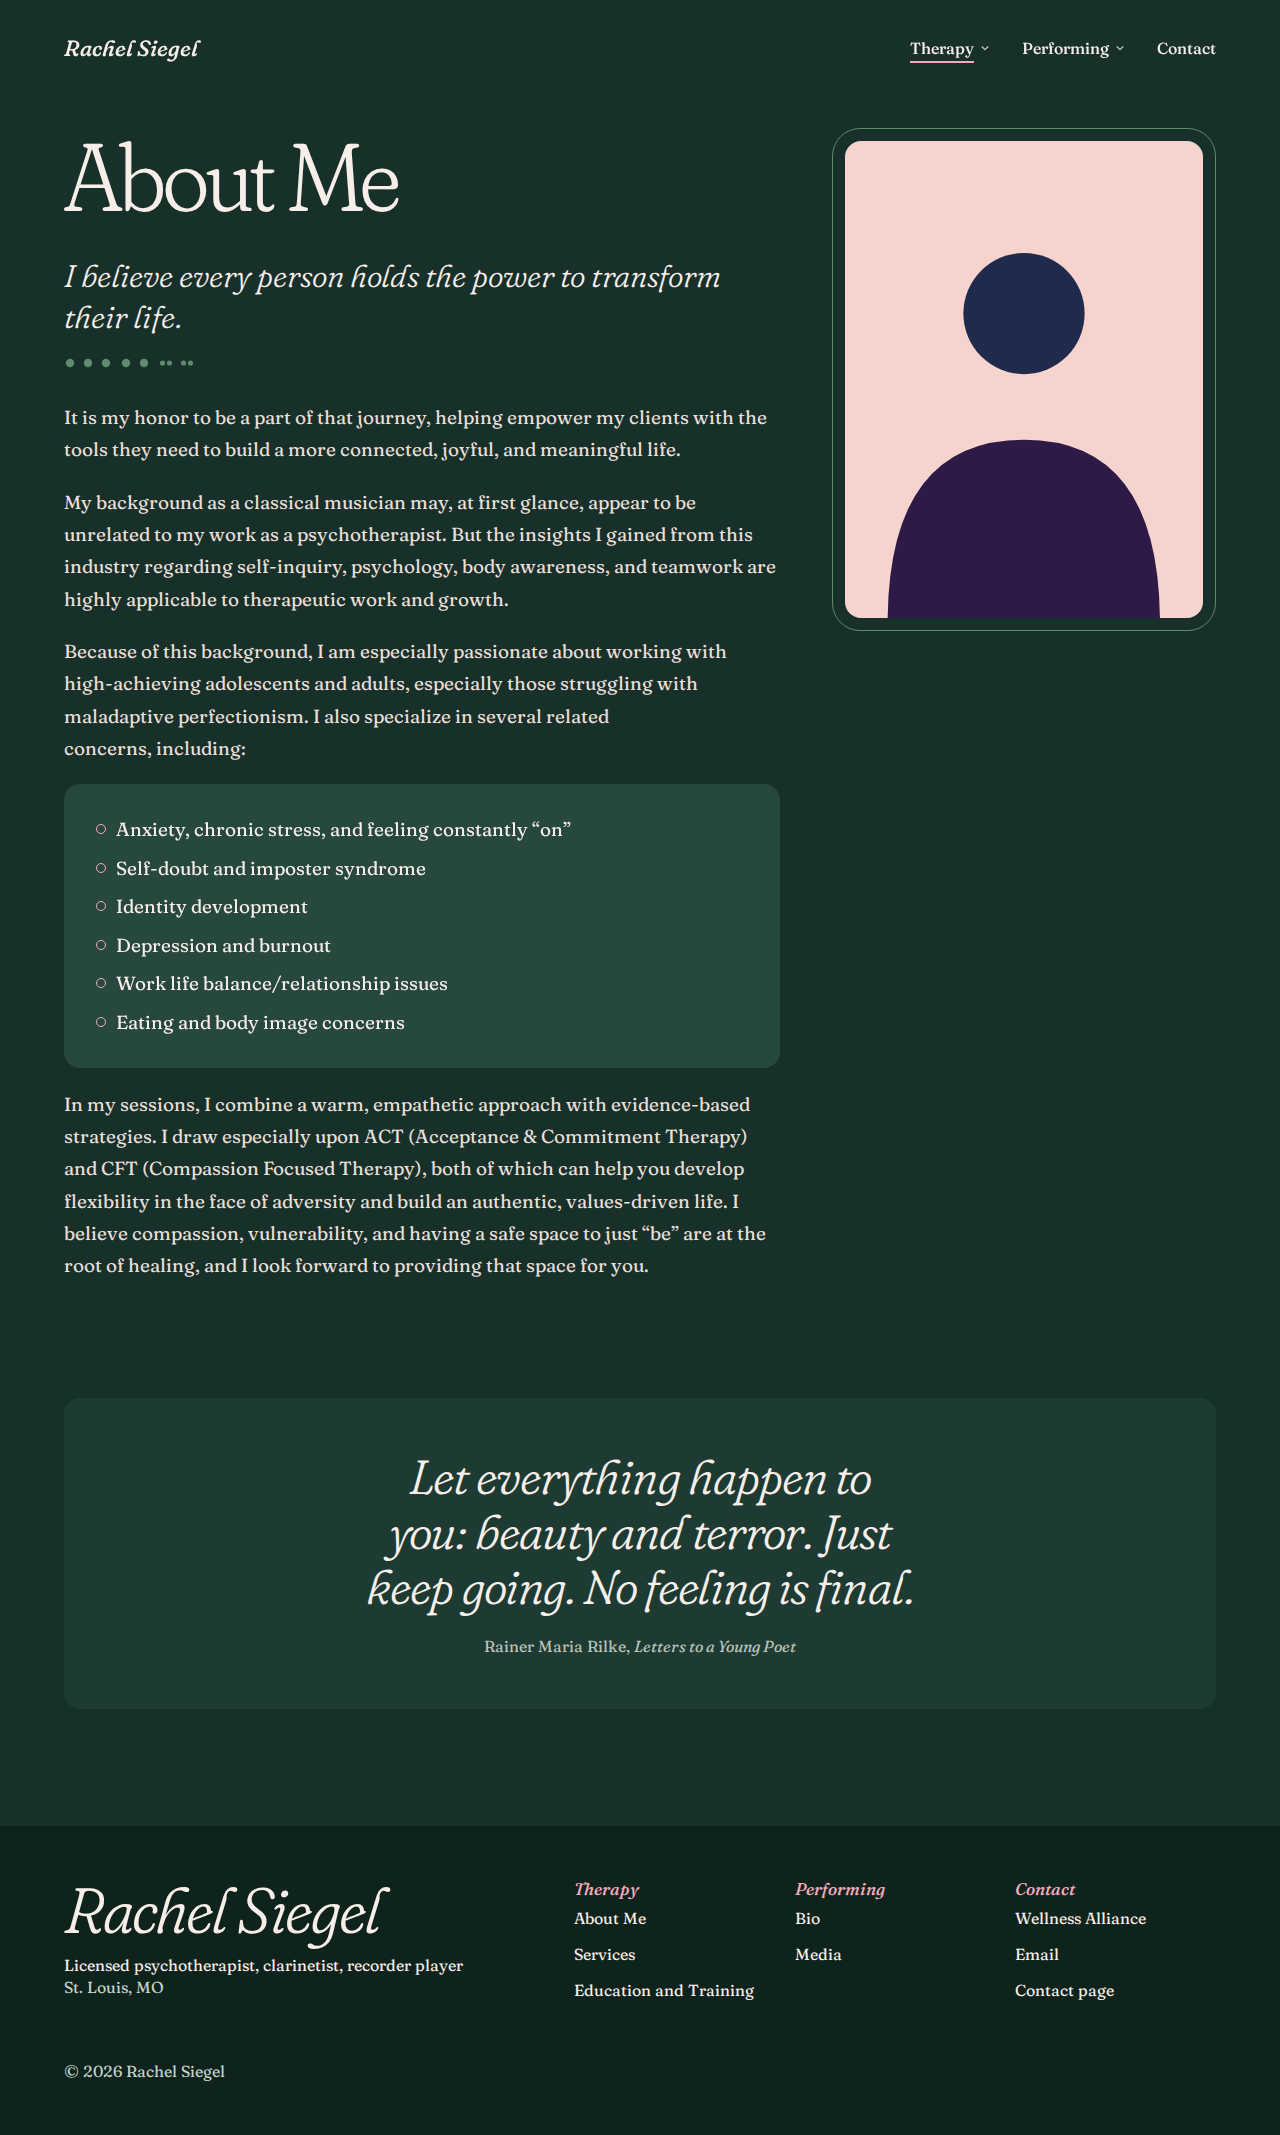 Rachel Siegel
Therapy
Performing
Contact
About Me
I believe every person holds the power to transform
their life.
It is my honor to be a part of that journey, helping empower my clients with the
tools they need to build a more connected, joyful, and meaningful life.
My background as a classical musician may, at first glance, appear to be
unrelated to my work as a psychotherapist. But the insights I gained from this
industry regarding self-inquiry, psychology, body awareness, and teamwork are
highly applicable to therapeutic work and growth.
Because of this background, I am especially passionate about working with
high-achieving adolescents and adults, especially those struggling with
maladaptive perfectionism. I also specialize in several related
concerns, including:
Anxiety, chronic stress, and feeling constantly “on”
Self-doubt and imposter syndrome
Identity development
Depression and burnout
Work life balance/relationship issues
Eating and body image concerns
In my sessions, I combine a warm, empathetic approach with evidence-based
strategies. I draw especially upon ACT (Acceptance & Commitment Therapy)
and CFT (Compassion Focused Therapy), both of which can help you develop
flexibility in the face of adversity and build an authentic, values-driven life. I
believe compassion, vulnerability, and having a safe space to just “be” are at the
root of healing, and I look forward to providing that space for you.
Let everything happen to
you: beauty and terror. Just
keep going. No feeling is final.
Rainer Maria Rilke, Letters to a Young Poet
Rachel Siegel
Licensed psychotherapist, clarinetist, recorder player
St. Louis, MO
Therapy
About Me
Services
Education and Training
Performing
Bio
Media
Contact
Wellness Alliance
Email
Contact page
© 2026 Rachel Siegel